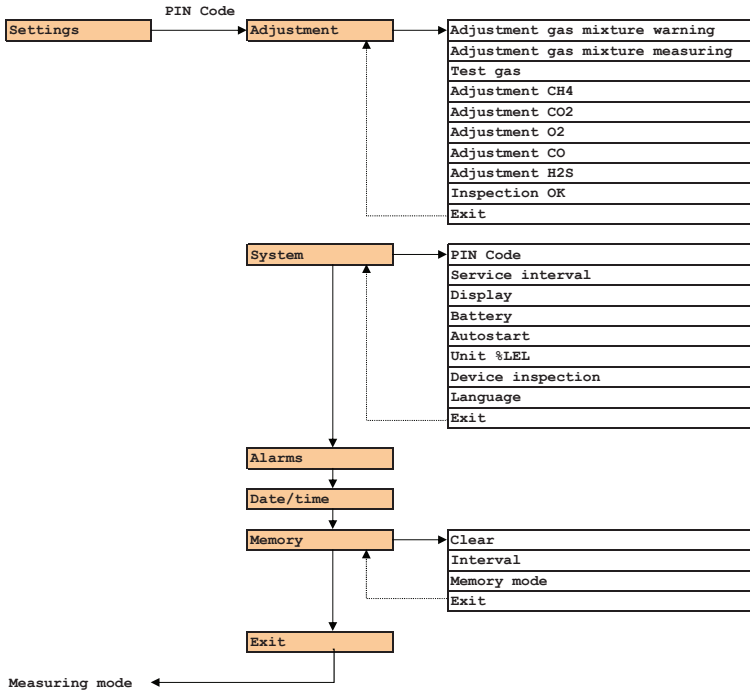 PIN Code
Settings
Adjustment
Adjustment gas mixture warning
Adjustment gas mixture measuring
Test gas
Adjustment CH4
Adjustment CO2
Adjustment O2
Adjustment CO
Adjustment H2S
Inspection OK
Exit
System
PIN Code
Service interval
Display
Battery
Autostart
Unit %LEL
Device inspection
Language
Exit
Alarms
Date/time
Memory
Clear
Interval
Memory mode
Exit
Exit
Measuring mode